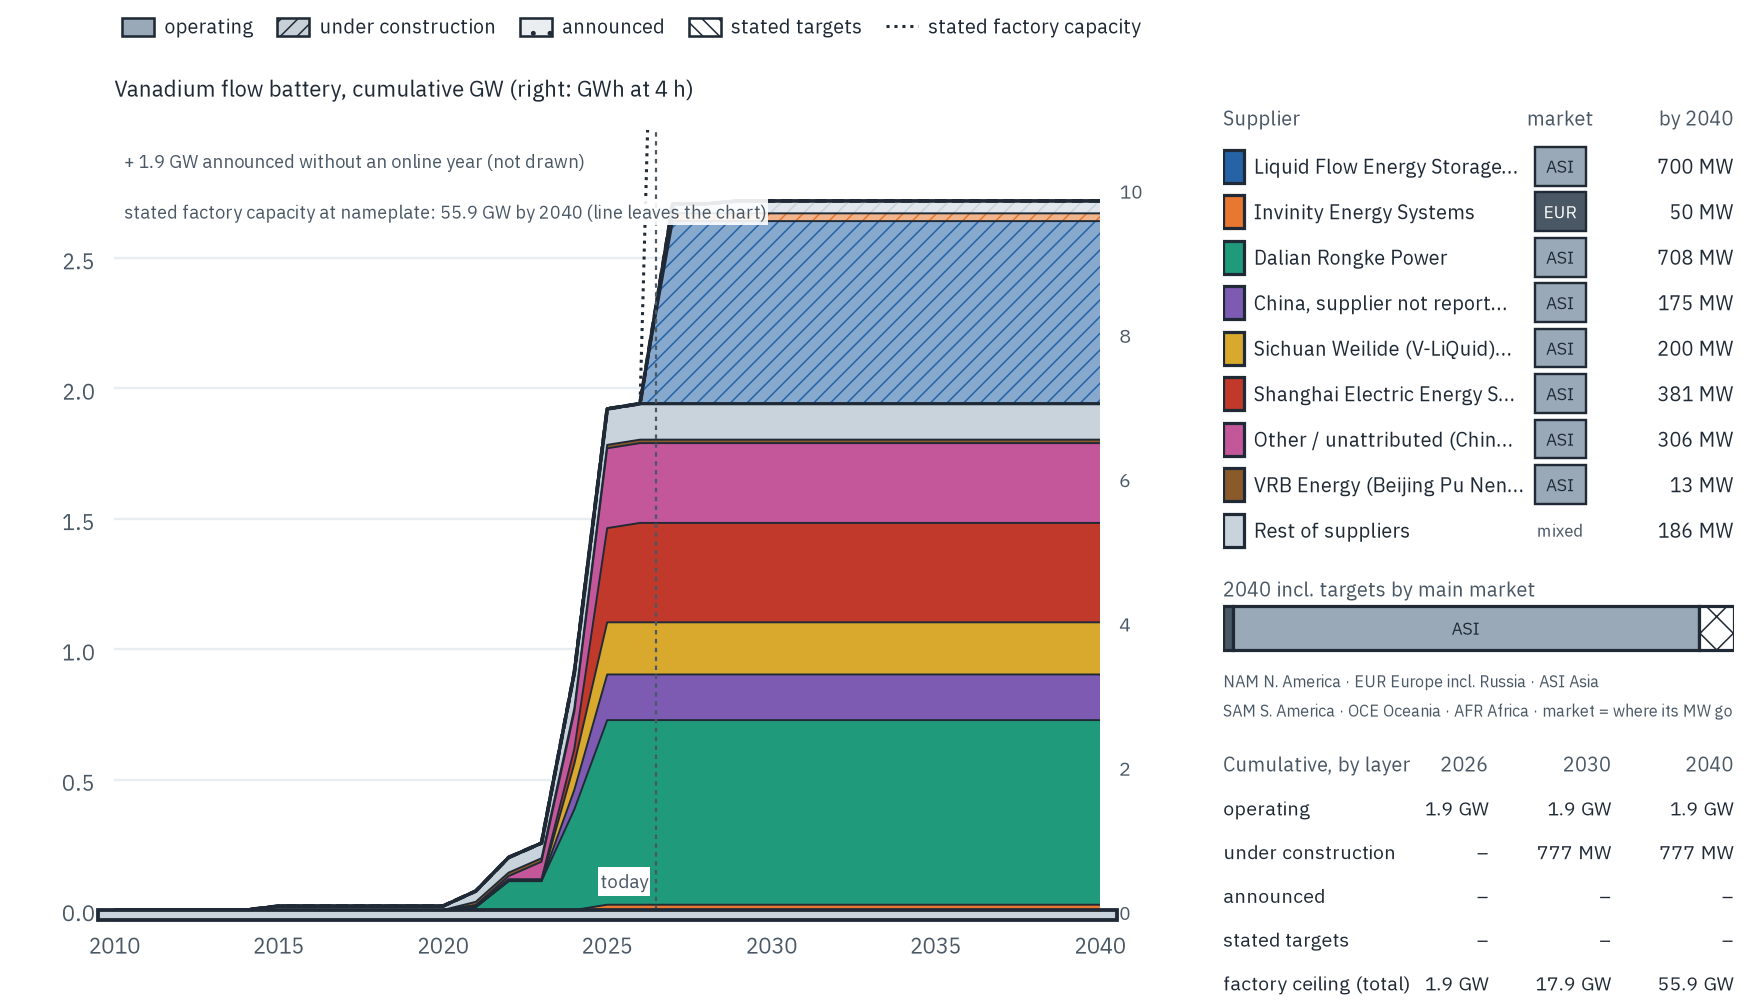 operating under construction announced stated targets stated factory capacity
Vanadium flow battery, cumulative GW (right: GWh at 4 h)
+ 1.9 GW announced without an online year (not drawn)
stated factory capacity at nameplate: 55.9 GW by 2040 (line leaves the chart)
2.5
2.0
1.5
1.0
0.5
0.0
10
8
6
4
2
0
today
2010 2015 2020 2025 2030 2035 2040
Supplier market by 2040
Liquid Flow Energy Storage... ASI 700 MW
Invinity Energy Systems EUR 50 MW
Dalian Rongke Power ASI 708 MW
China, supplier not report... ASI 175 MW
Sichuan Weilide (V-LiQuid)... ASI 200 MW
Shanghai Electric Energy S... ASI 381 MW
Other / unattributed (Chin... ASI 306 MW
VRB Energy (Beijing Pu Nen... ASI 13 MW
Rest of suppliers mixed 186 MW
2040 incl. targets by main market
ASI
NAM N. America · EUR Europe incl. Russia · ASI Asia
SAM S. America · OCE Oceania · AFR Africa · market = where its MW go
Cumulative, by layer 2026 2030 2040
operating 1.9 GW 1.9 GW 1.9 GW
under construction – 777 MW 777 MW
announced – – –
stated targets – – –
factory ceiling (total) 1.9 GW 17.9 GW 55.9 GW